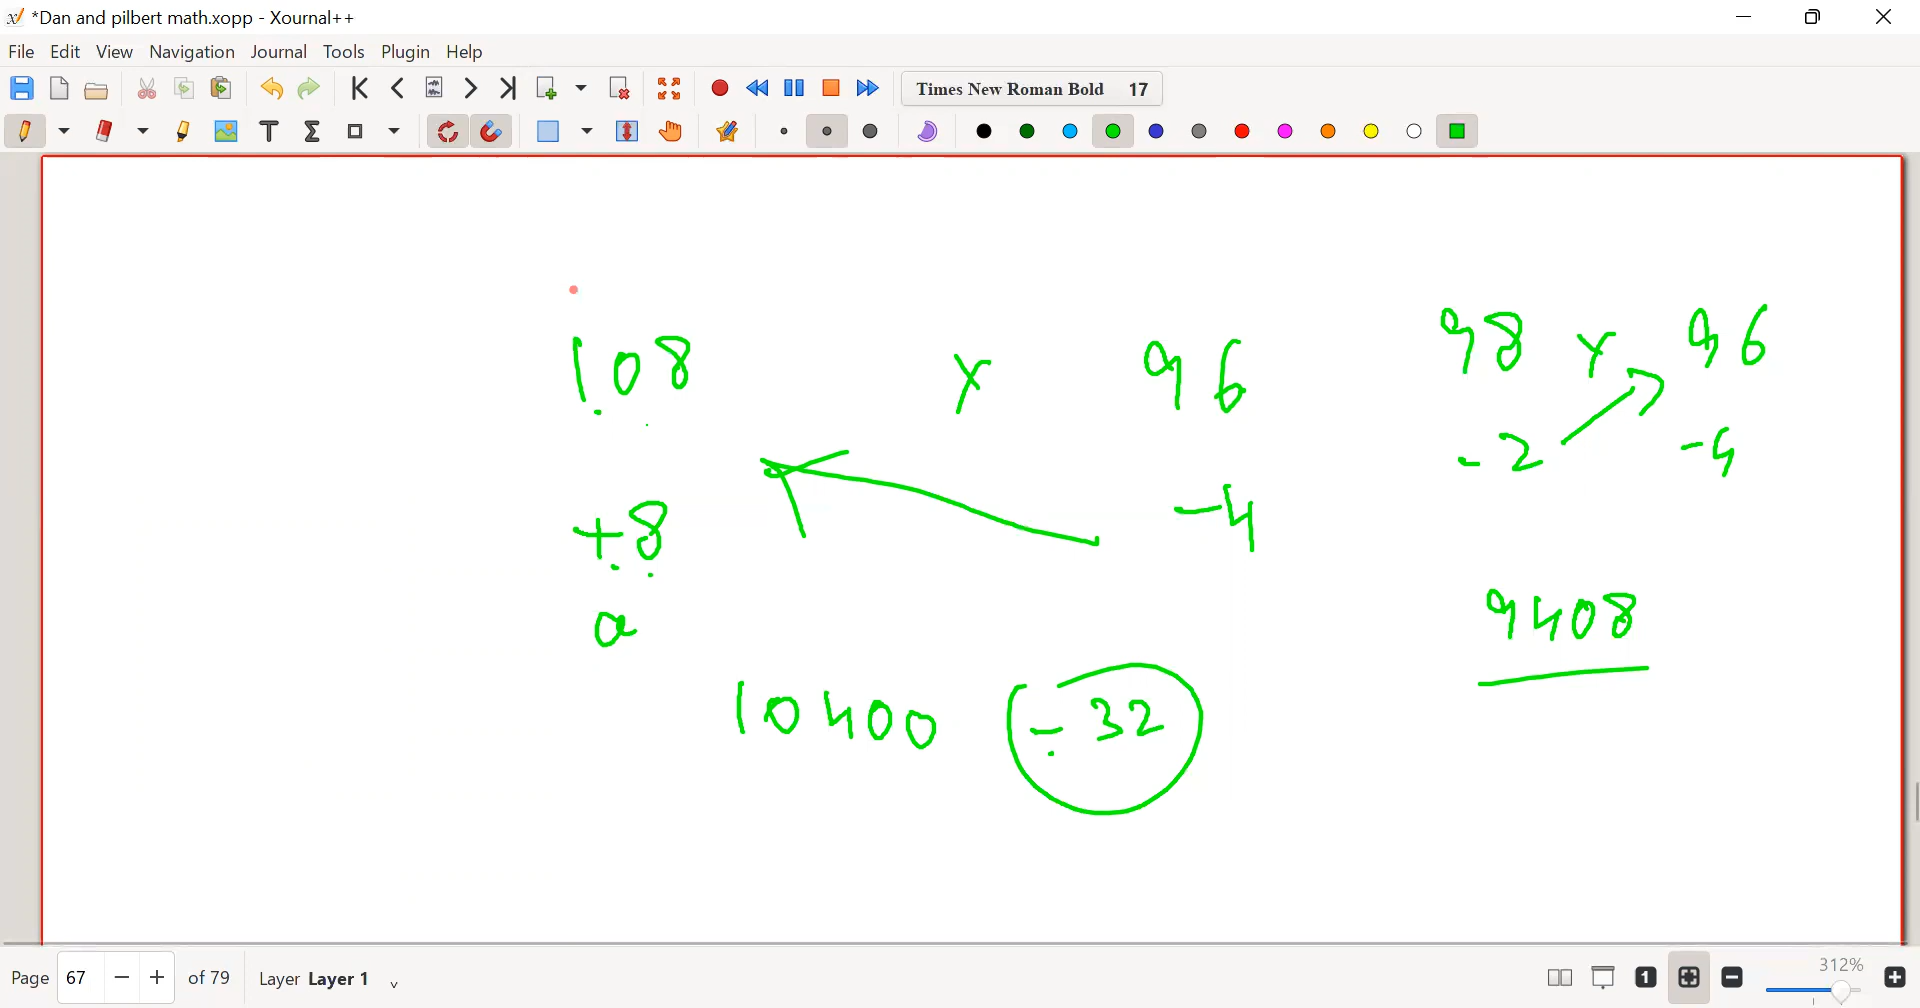 *Dan and pilbert math.xopp - Xournal++
File Edit View Navigation Journal Tools Plugin Help
Times New Roman Bold 17
108 x 96
98 x 96
-2 -4
+8 -4
a
9408
10400 - 32
Page 67 of 79 Layer Layer 1
1
312%